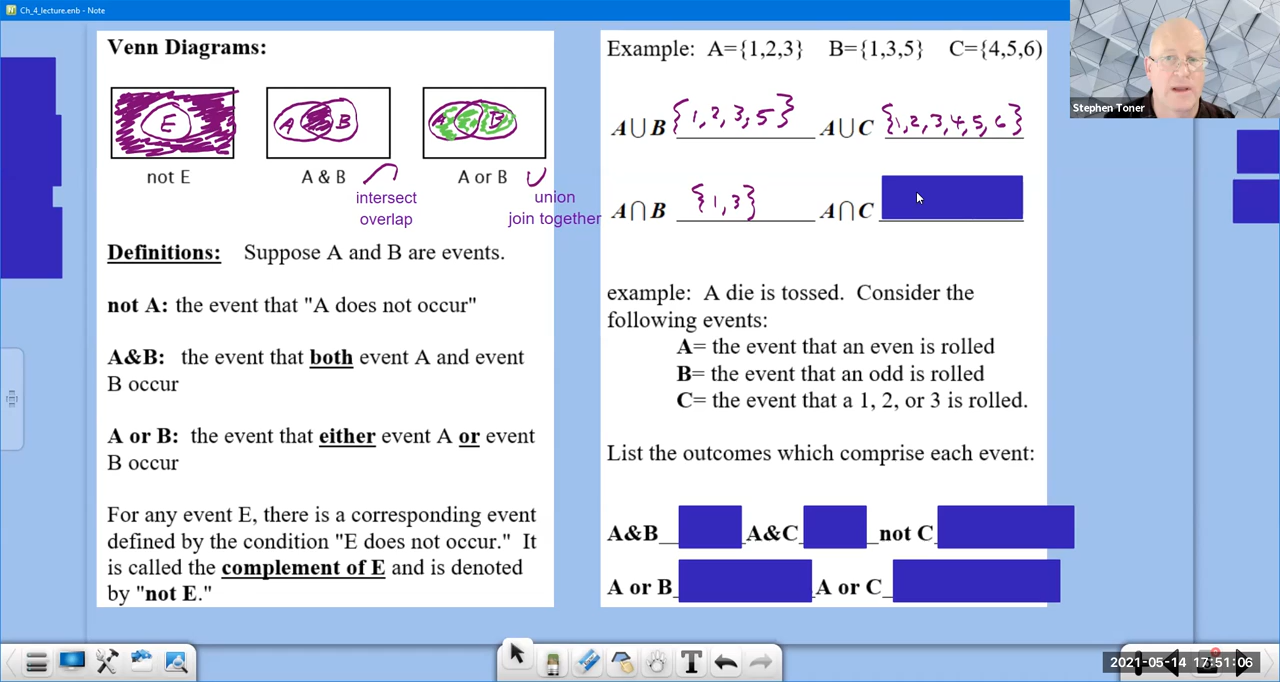 Ch_4_lecture.enb - Note
Venn Diagrams:
E
A B
A B
not E
A & B
A or B
intersect
overlap
union
join together
Definitions: Suppose A and B are events.
not A: the event that "A does not occur"
A&B: the event that both event A and event
B occur
A or B: the event that either event A or event
B occur
For any event E, there is a corresponding event
defined by the condition "E does not occur." It
is called the complement of E and is denoted
by "not E."
Example: A={1,2,3} B={1,3,5} C={4,5,6)
A∪B {1,2,3,5} A∪C {1,2,3,4,5,6}
A∩B {1,3} A∩C
example: A die is tossed. Consider the
following events:
A= the event that an even is rolled
B= the event that an odd is rolled
C= the event that a 1, 2, or 3 is rolled.
List the outcomes which comprise each event:
A&B A&C not C
A or B A or C
Stephen Toner
T
2021-05-14 17:51:06